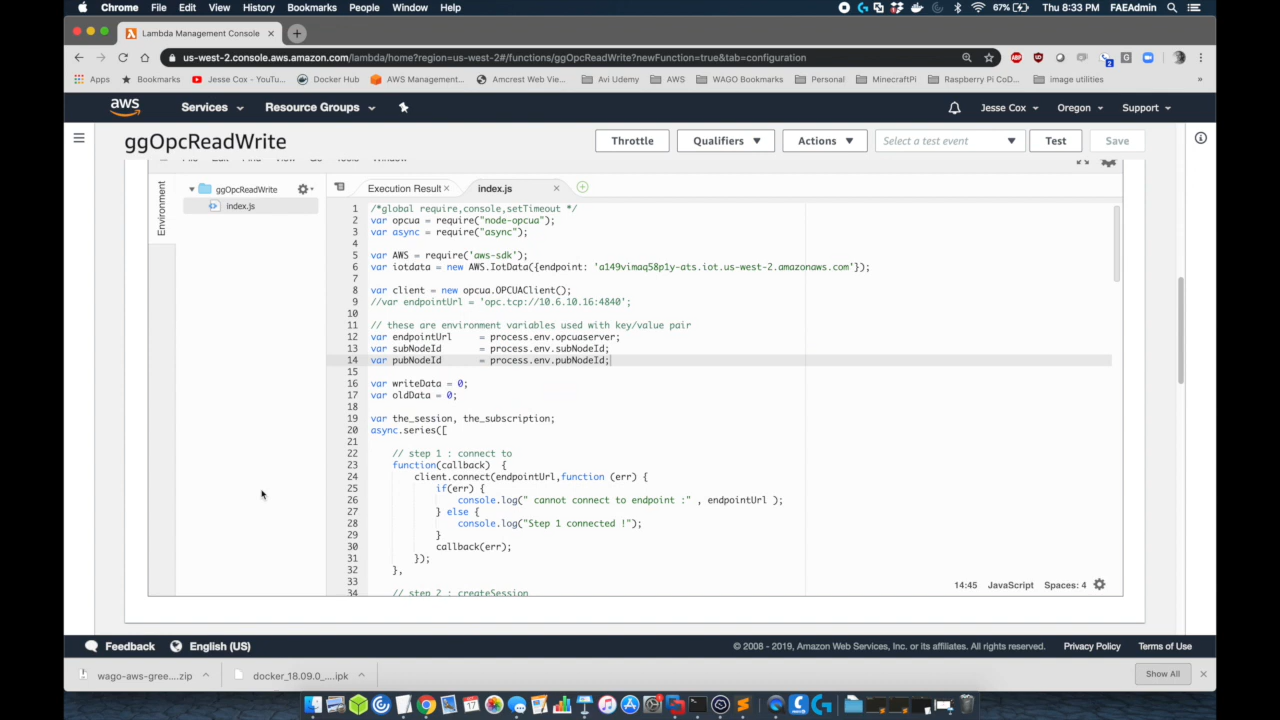 Chrome File Edit View History Bookmarks People Window Help 67% Thu 8:33 PM FAEAdmin
Lambda Management Console
us-west-2.console.aws.amazon.com/lambda/home?region=us-west-2#/functions/ggOpcReadWrite?newFunction=true&tab=configuration
Apps Bookmarks Jesse Cox - YouTu... Docker Hub AWS Management... Amcrest Web Vie... Avi Udemy AWS WAGO Bookmarks Personal MinecraftPi Raspberry Pi CoD... image utilities
aws Services Resource Groups Jesse Cox Oregon Support
ggOpcReadWrite Throttle Qualifiers Actions Select a test event Test Save
File Edit Find View Go Tools Window
Environment
ggOpcReadWrite
index.js
Execution Result index.js
1 /*global require,console,setTimeout */
2 var opcua = require("node-opcua");
3 var async = require("async");
4
5 var AWS = require('aws-sdk');
6 var iotdata = new AWS.IotData({endpoint: 'a149vimaq58p1y-ats.iot.us-west-2.amazonaws.com'});
7
8 var client = new opcua.OPCUAClient();
9 //var endpointUrl = 'opc.tcp://10.6.10.16:4840';
10
11 // these are environment variables used with key/value pair
12 var endpointUrl = process.env.opcuaserver;
13 var subNodeId = process.env.subNodeId;
14 var pubNodeId = process.env.pubNodeId;
15
16 var writeData = 0;
17 var oldData = 0;
18
19 var the_session, the_subscription;
20 async.series([
21
22 // step 1 : connect to
23 function(callback) {
24 client.connect(endpointUrl,function (err) {
25 if(err) {
26 console.log(" cannot connect to endpoint :" , endpointUrl );
27 } else {
28 console.log("Step 1 connected !");
29 }
30 callback(err);
31 });
32 },
33
34 // step 2 : createSession
14:45 JavaScript Spaces: 4
Feedback English (US) © 2008 - 2019, Amazon Web Services, Inc. or its affiliates. All rights reserved. Privacy Policy Terms of Use
wago-aws-gree....zip docker_18.09.0_....ipk Show All